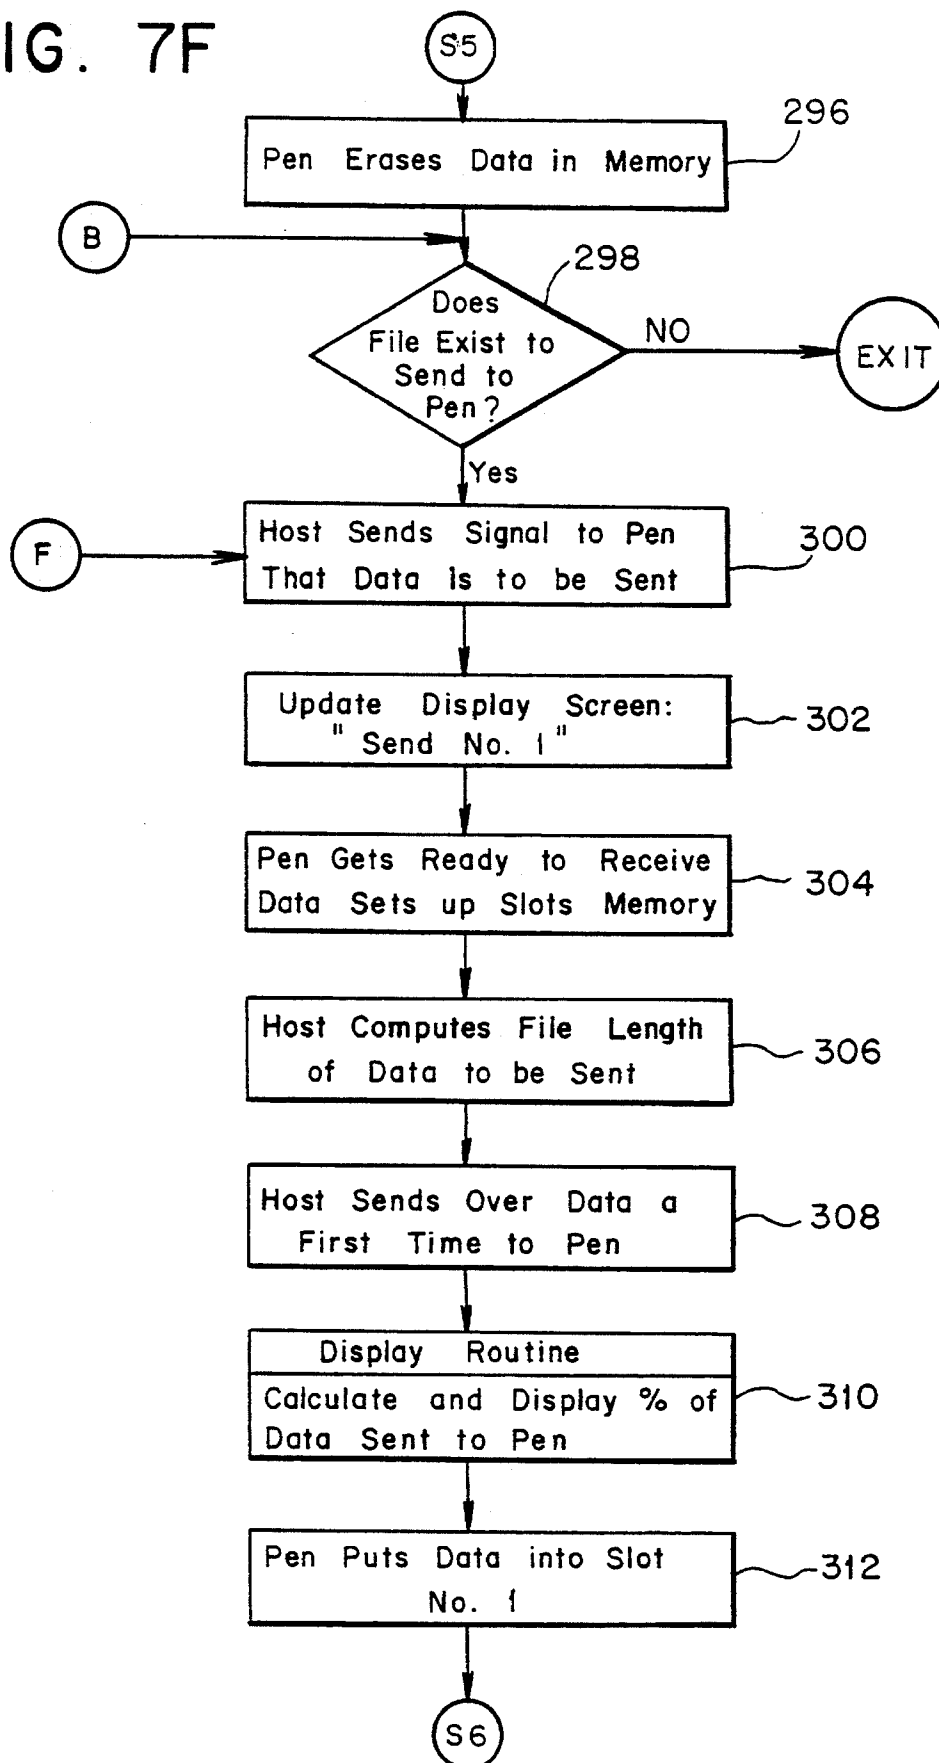 IG. 7F
S5
Pen Erases Data in Memory
296
B
298
Does
File Exist to
Send to
Pen?
NO
EXIT
Yes
F
Host Sends Signal to Pen
That Data is to be Sent
300
Update Display Screen:
"Send No. 1"
302
Pen Gets Ready to Receive
Data Sets up Slots Memory
304
Host Computes File Length
of Data to be Sent
306
Host Sends Over Data a
First Time to Pen
308
Display Routine
Calculate and Display % of
Data Sent to Pen
310
Pen Puts Data into Slot
No. 1
312
S6